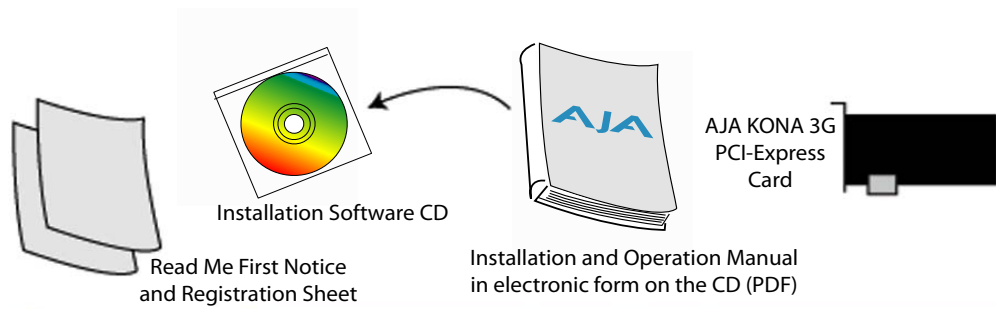 AJA
AJA KONA 3G
PCI-Express
Card
Installation Software CD
Read Me First Notice
and Registration Sheet
Installation and Operation Manual
in electronic form on the CD (PDF)